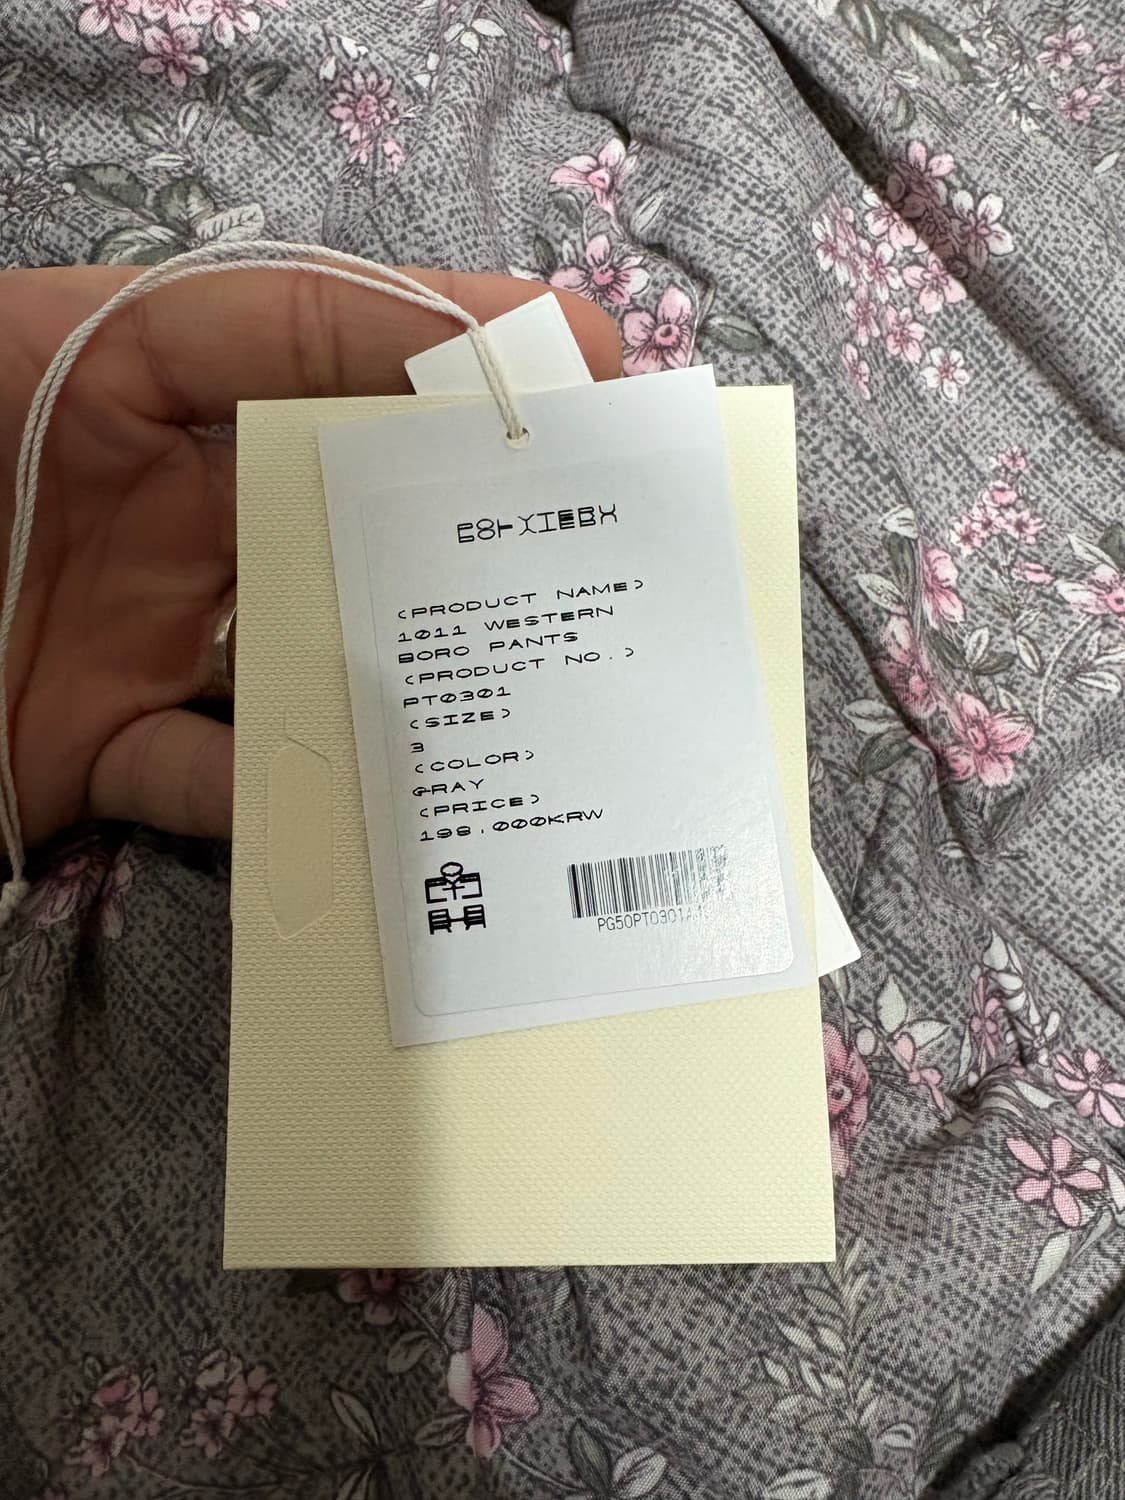 <PRODUCT NAME>
1011 WESTERN
BORO PANTS
<PRODUCT NO.>
PT0301
<SIZE>
3
<COLOR>
GRAY
<PRICE>
198.000KRW